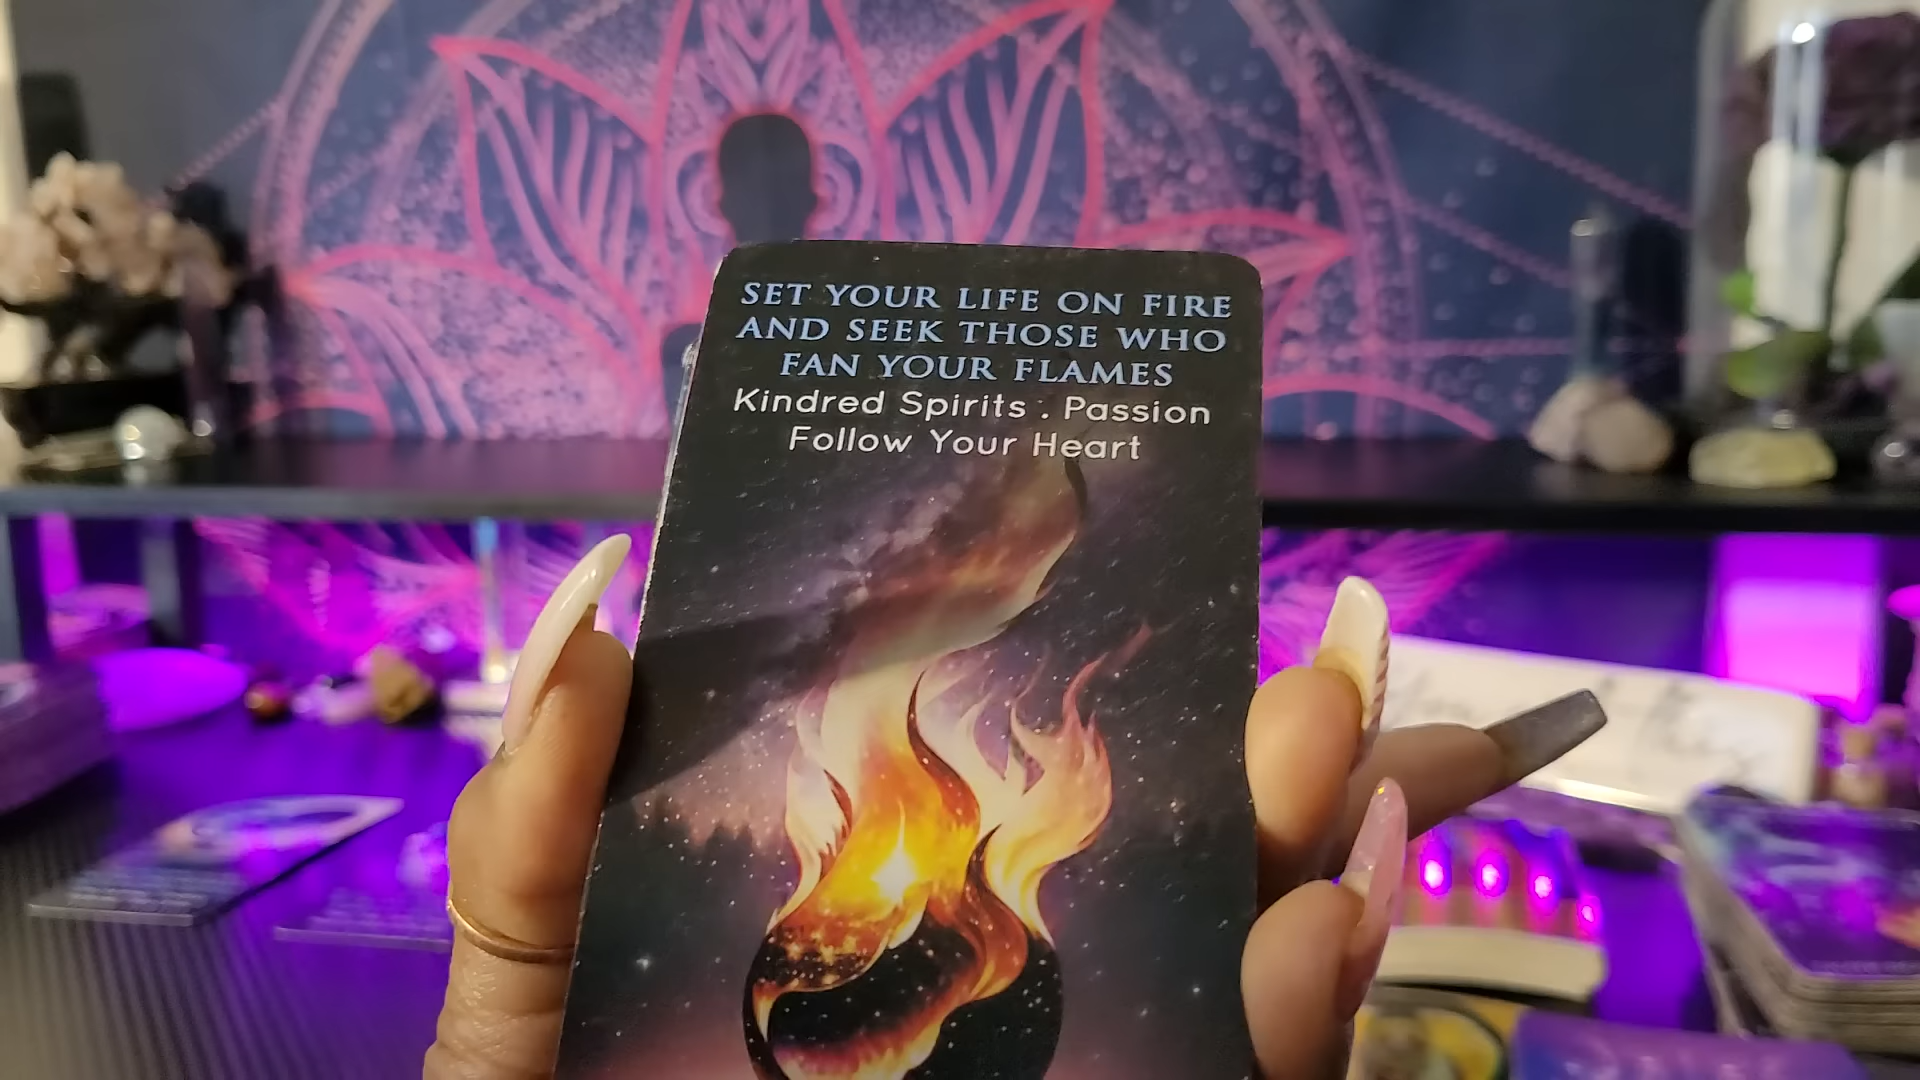 SET YOUR LIFE ON FIRE
AND SEEK THOSE WHO
FAN YOUR FLAMES
Kindred Spirits . Passion
Follow Your Heart